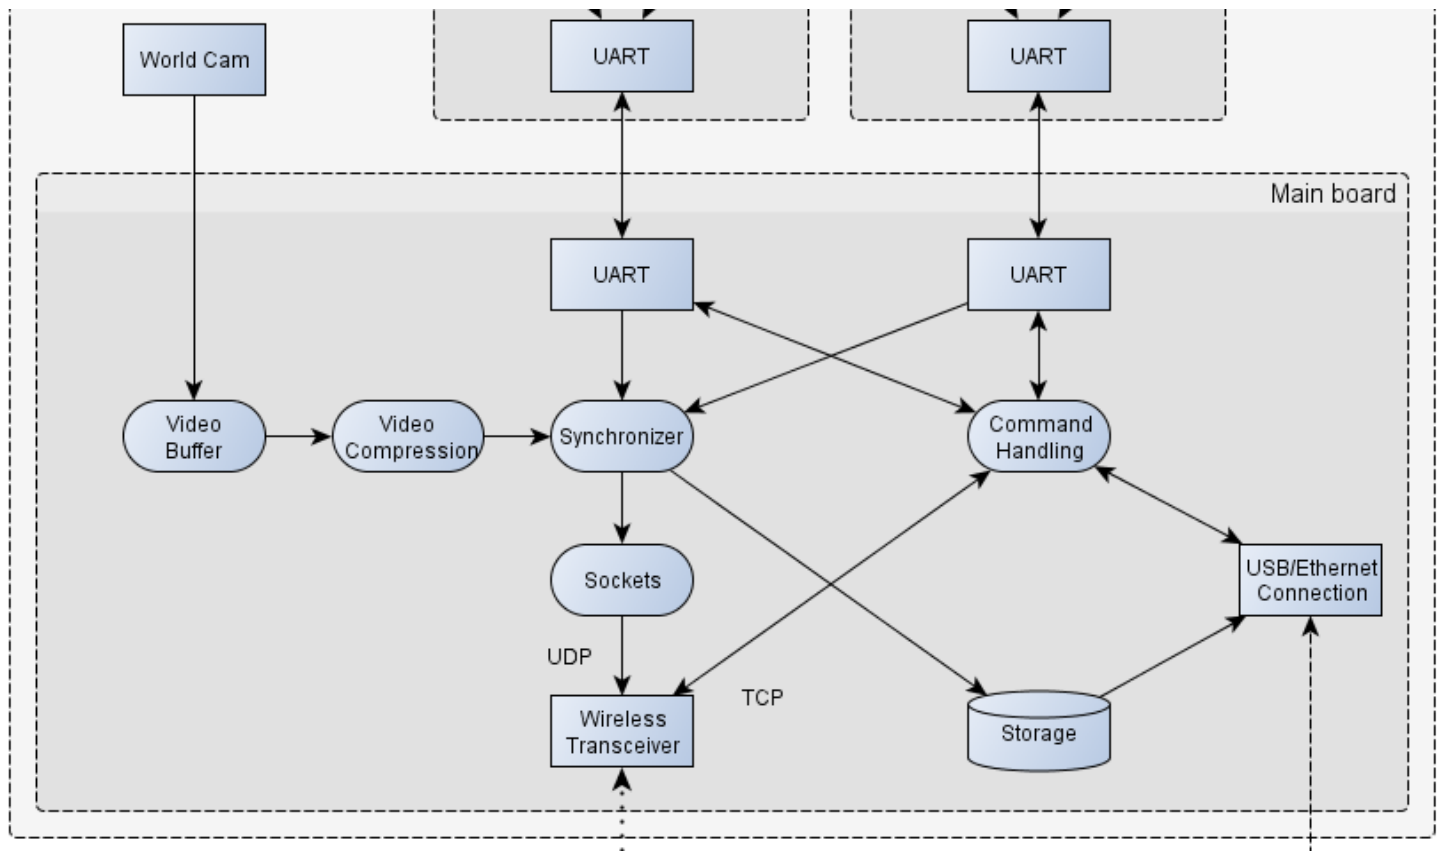 World Cam
UART
UART
Main board
UART
UART
Video
Buffer
Video
Compression
Synchronizer
Command
Handling
Sockets
USB/Ethernet
Connection
UDP
TCP
Wireless
Transceiver
Storage